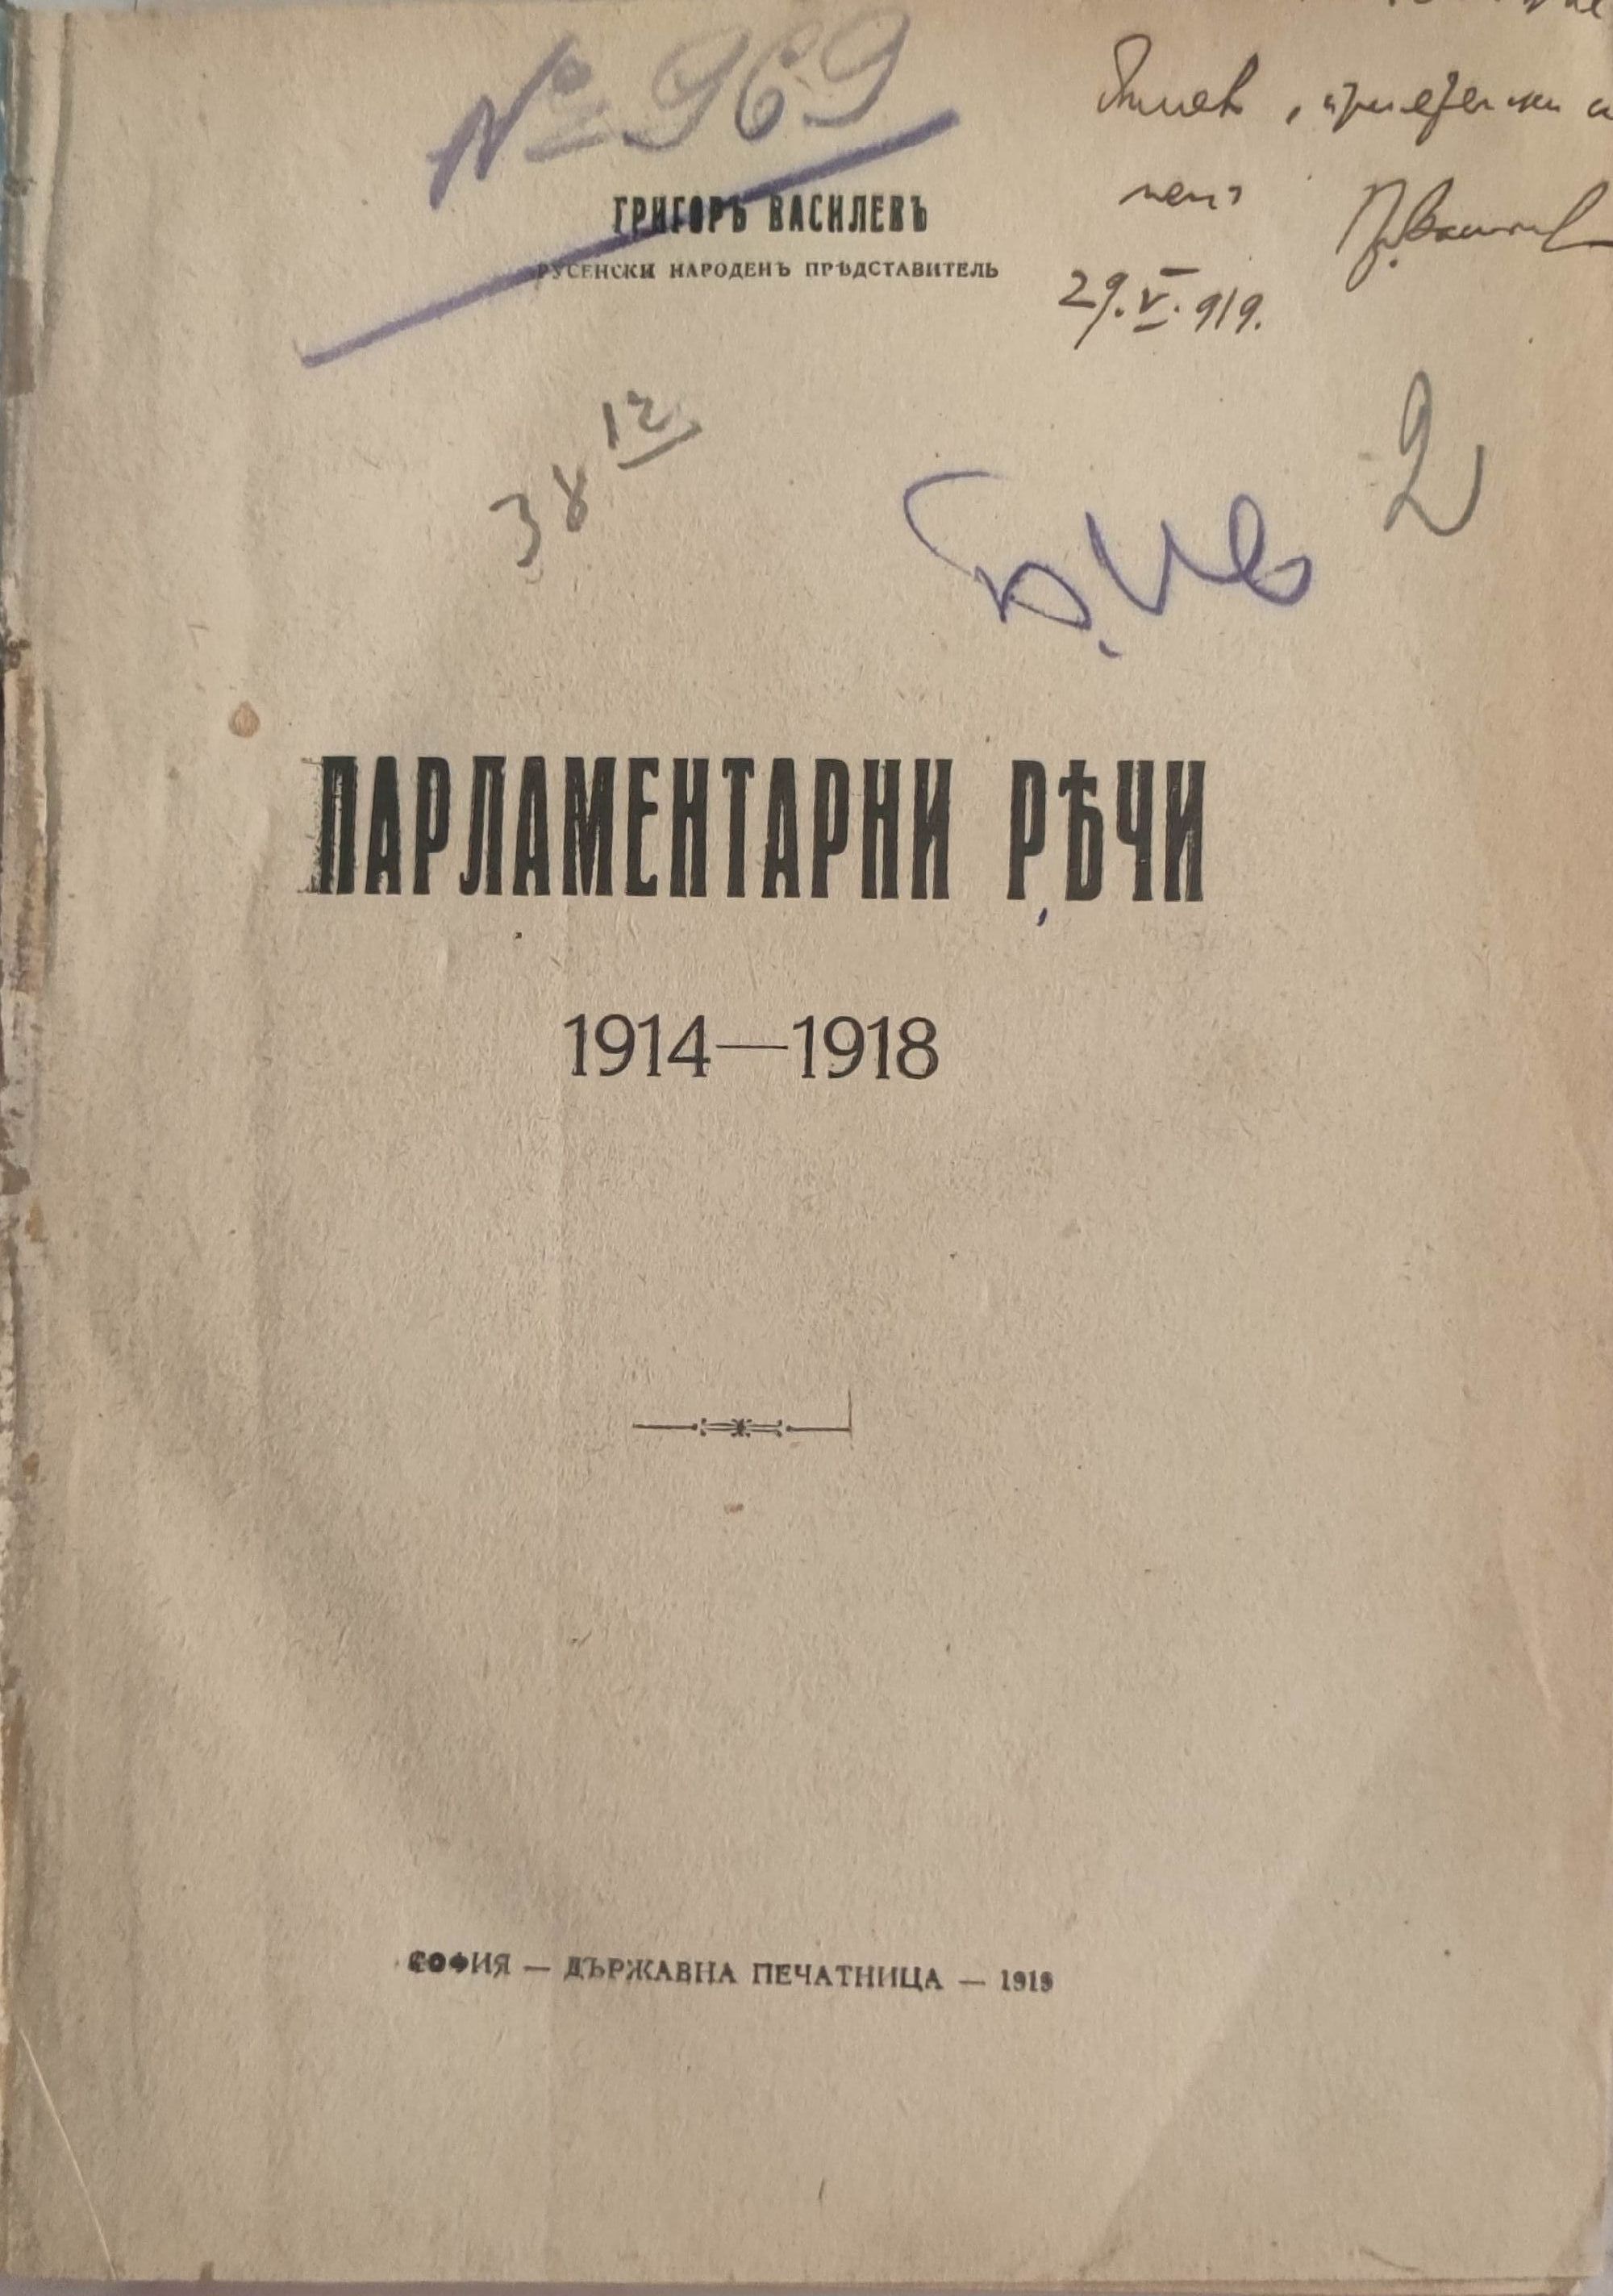 № 969
ГРИГОРЪ ВАСИЛЕВЪ
РУСЕНСКИ НАРОДЕНЪ ПРѢДСТАВИТЕЛЬ
29.V.919.
38 12
2
ПАРЛАМЕНТАРНИ РѢЧИ
1914—1918
СОФИЯ — ДЪРЖАВНА ПЕЧАТНИЦА — 1919